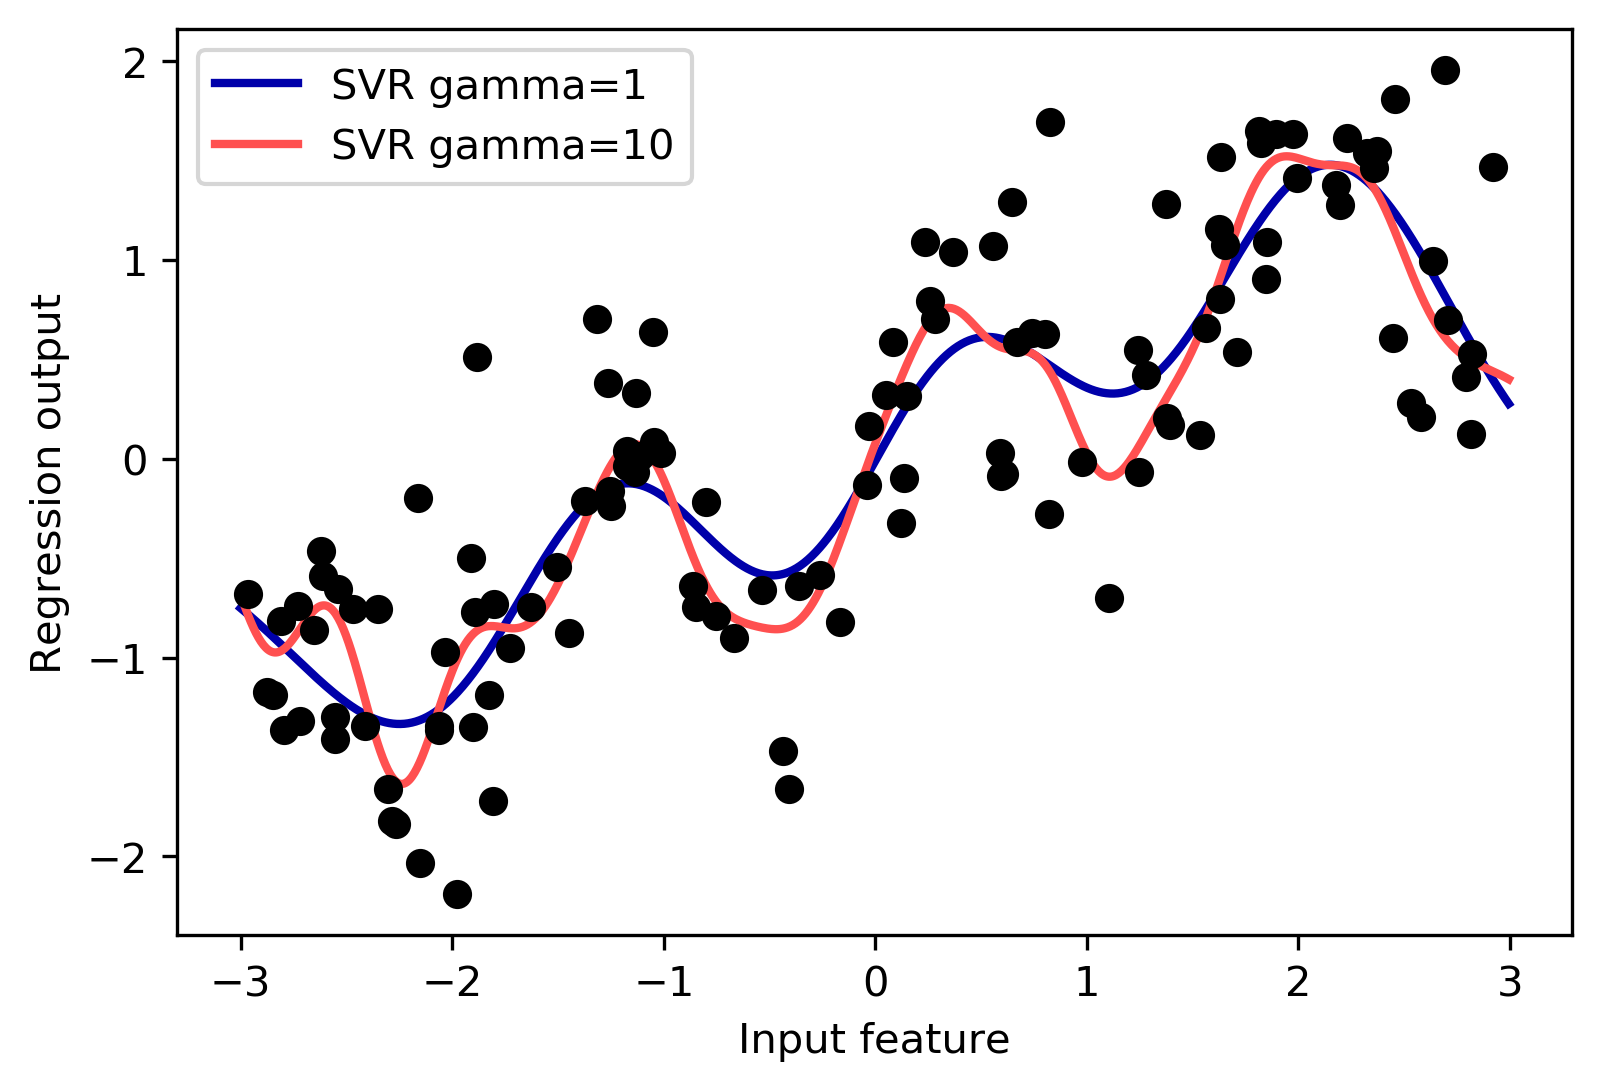 SVR gamma=1
SVR gamma=10
2
1
0
−1
−2
Regression output
−3 −2 −1 0 1 2 3
Input feature